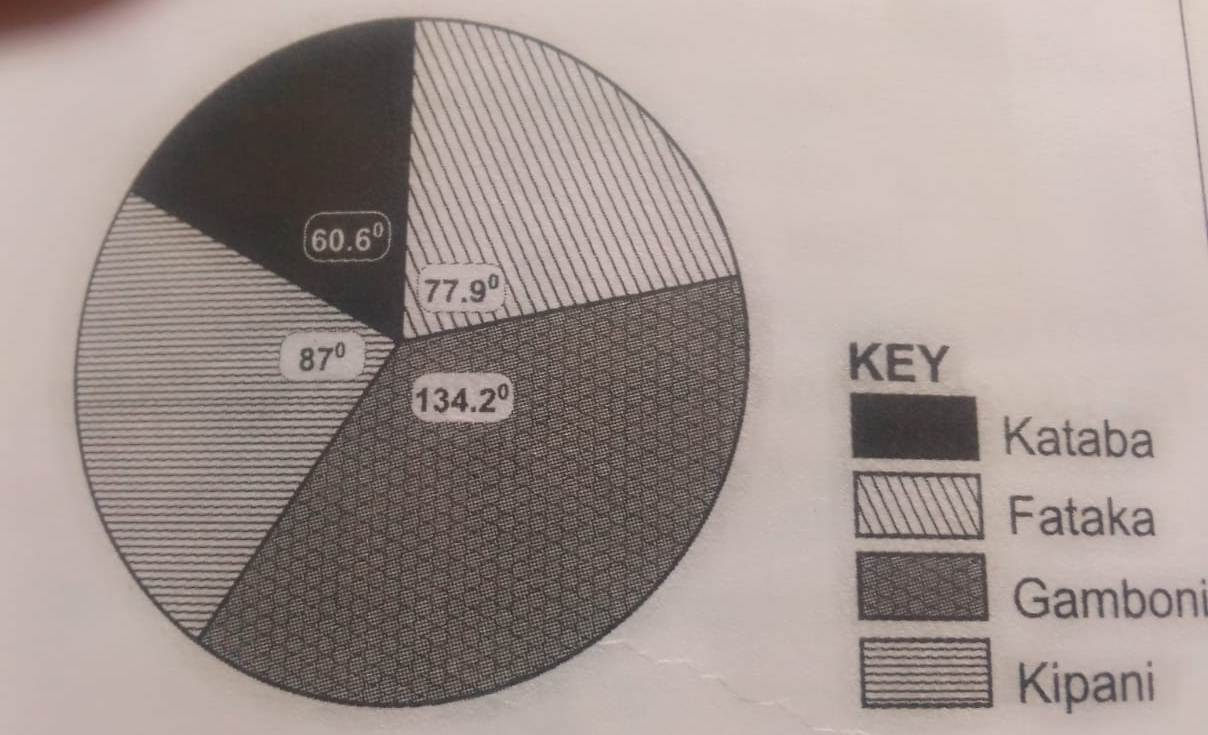 60.6⁰
77.9⁰
87⁰
134.2⁰
KEY
Kataba
Fataka
Gamboni
Kipani